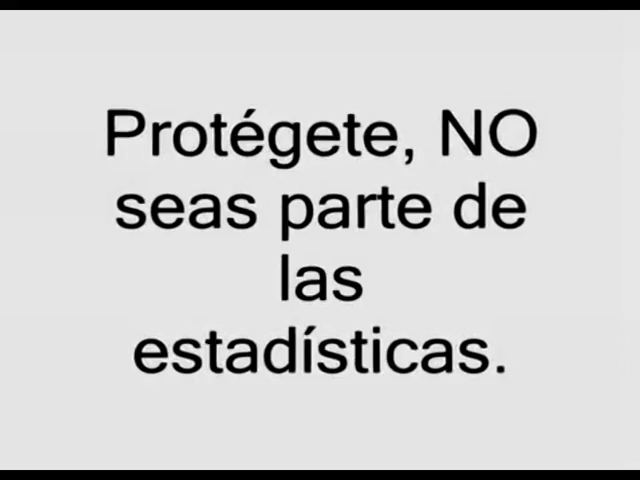 Protégete, NO
seas parte de
las
estadísticas.